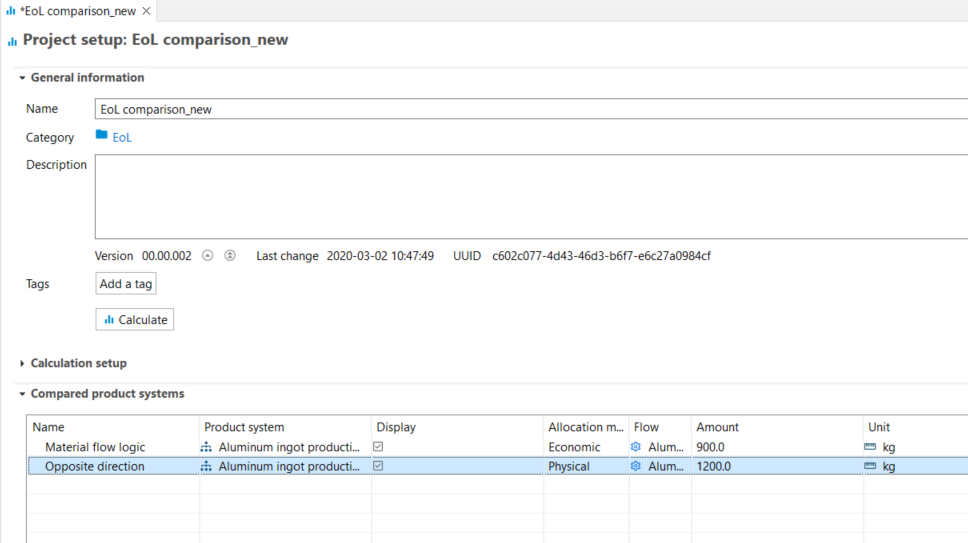 *EoL comparison_new
Project setup: EoL comparison_new
General information
Name EoL comparison_new
Category EoL
Description
Version 00.00.002 Last change 2020-03-02 10:47:49 UUID c602c077-4d43-46d3-b6f7-e6c27a0984cf
Tags Add a tag
Calculate
Calculation setup
Compared product systems
Name Product system Display Allocation m... Flow Amount Unit
Material flow logic Aluminum ingot producti... Economic Alum... 900.0 kg
Opposite direction Aluminum ingot producti... Physical Alum... 1200.0 kg